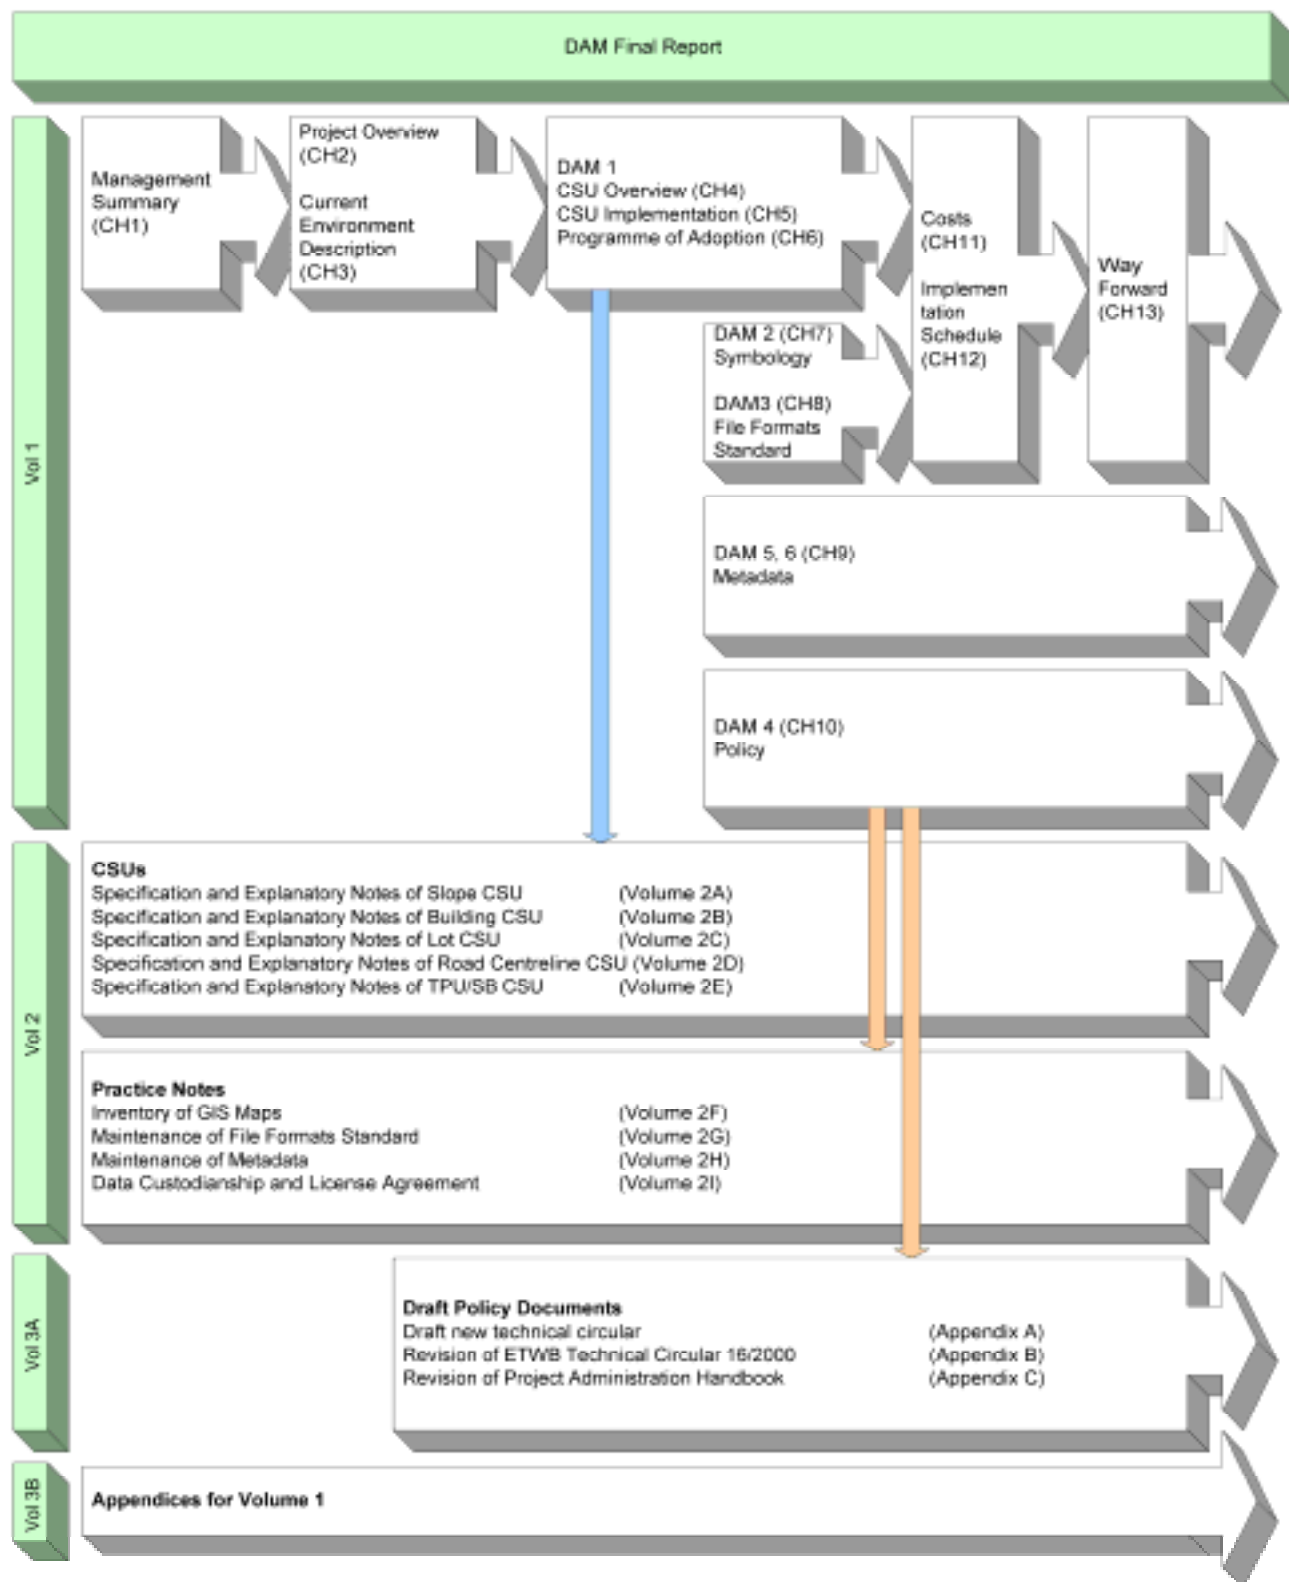 DAM Final Report
Vol 1
Management
Summary
(CH1)
Project Overview
(CH2)
Current
Environment
Description
(CH3)
DAM 1
CSU Overview (CH4)
CSU Implementation (CH5)
Programme of Adoption (CH6)
DAM 2 (CH7)
Symbology
DAM3 (CH8)
File Formats
Standard
Costs
(CH11)
Implemen
tation
Schedule
(CH12)
Way
Forward
(CH13)
DAM 5, 6 (CH9)
Metadata
DAM 4 (CH10)
Policy
Vol 2
CSUs
Specification and Explanatory Notes of Slope CSU (Volume 2A)
Specification and Explanatory Notes of Building CSU (Volume 2B)
Specification and Explanatory Notes of Lot CSU (Volume 2C)
Specification and Explanatory Notes of Road Centreline CSU (Volume 2D)
Specification and Explanatory Notes of TPU/SB CSU (Volume 2E)
Practice Notes
Inventory of GIS Maps (Volume 2F)
Maintenance of File Formats Standard (Volume 2G)
Maintenance of Metadata (Volume 2H)
Data Custodianship and License Agreement (Volume 2I)
Vol 3A
Draft Policy Documents
Draft new technical circular (Appendix A)
Revision of ETWB Technical Circular 16/2000 (Appendix B)
Revision of Project Administration Handbook (Appendix C)
Vol 3B
Appendices for Volume 1